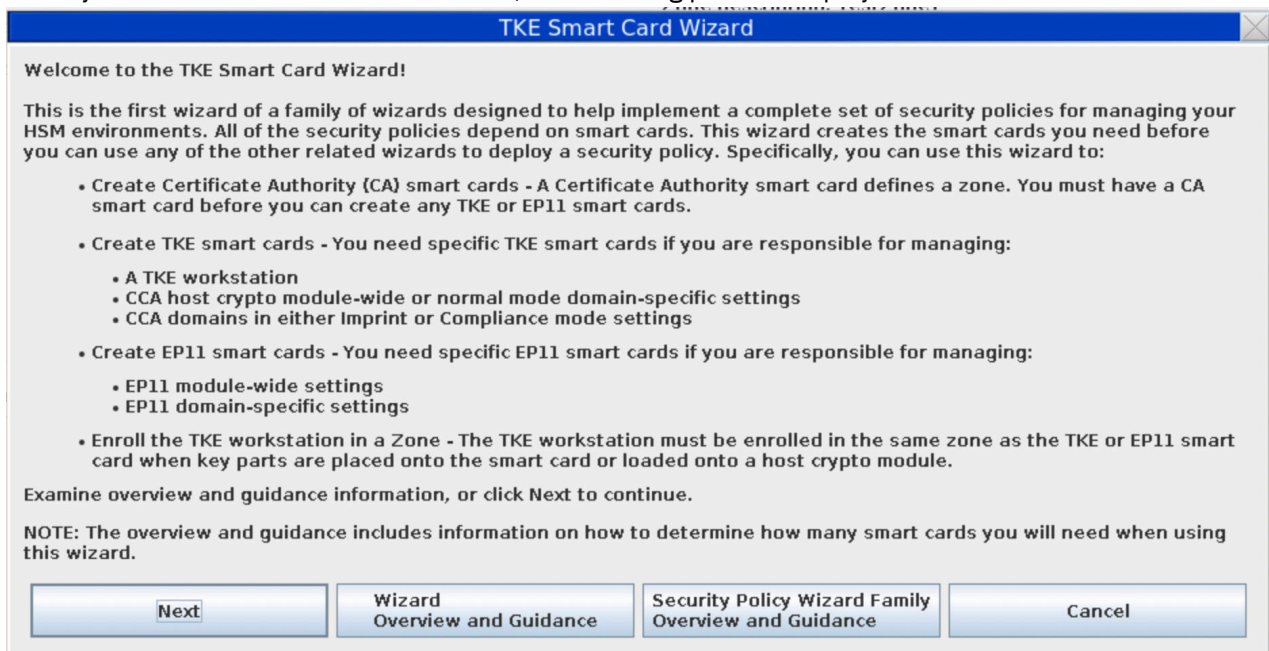 TKE Smart Card Wizard
Welcome to the TKE Smart Card Wizard!
This is the first wizard of a family of wizards designed to help implement a complete set of security policies for managing your
HSM environments. All of the security policies depend on smart cards. This wizard creates the smart cards you need before
you can use any of the other related wizards to deploy a security policy. Specifically, you can use this wizard to:
• Create Certificate Authority (CA) smart cards - A Certificate Authority smart card defines a zone. You must have a CA
smart card before you can create any TKE or EP11 smart cards.
• Create TKE smart cards - You need specific TKE smart cards if you are responsible for managing:
• A TKE workstation
• CCA host crypto module-wide or normal mode domain-specific settings
• CCA domains in either Imprint or Compliance mode settings
• Create EP11 smart cards - You need specific EP11 smart cards if you are responsible for managing:
• EP11 module-wide settings
• EP11 domain-specific settings
• Enroll the TKE workstation in a Zone - The TKE workstation must be enrolled in the same zone as the TKE or EP11 smart
card when key parts are placed onto the smart card or loaded onto a host crypto module.
Examine overview and guidance information, or click Next to continue.
NOTE: The overview and guidance includes information on how to determine how many smart cards you will need when using
this wizard.
Next
Wizard
Overview and Guidance
Security Policy Wizard Family
Overview and Guidance
Cancel